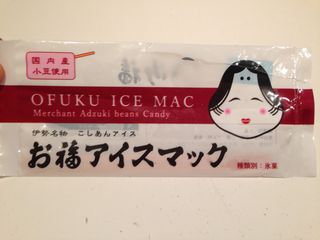 国内産
小豆使用
OFUKU ICE MAC
Merchant Adzuki beans Candy
伊勢名物 こしあんアイス
お福アイスマック
種類別：氷菓